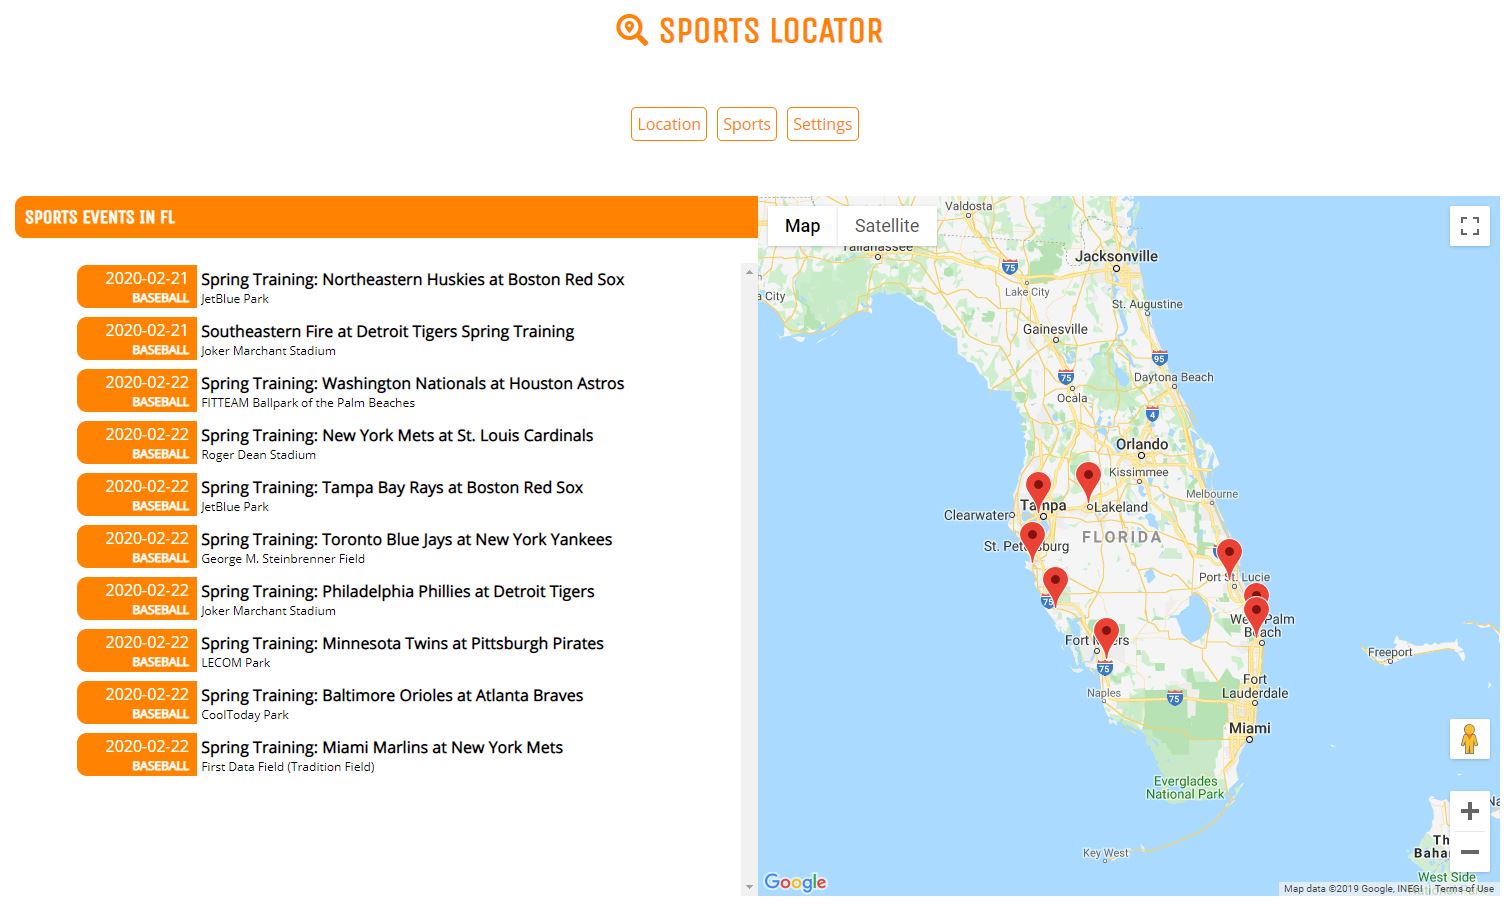 SPORTS LOCATOR
Location Sports Settings
SPORTS EVENTS IN FL
2020-02-21 Spring Training: Northeastern Huskies at Boston Red Sox
BASEBALL JetBlue Park
2020-02-21 Southeastern Fire at Detroit Tigers Spring Training
BASEBALL Joker Marchant Stadium
2020-02-22 Spring Training: Washington Nationals at Houston Astros
BASEBALL FITTEAM Ballpark of the Palm Beaches
2020-02-22 Spring Training: New York Mets at St. Louis Cardinals
BASEBALL Roger Dean Stadium
2020-02-22 Spring Training: Tampa Bay Rays at Boston Red Sox
BASEBALL JetBlue Park
2020-02-22 Spring Training: Toronto Blue Jays at New York Yankees
BASEBALL George M. Steinbrenner Field
2020-02-22 Spring Training: Philadelphia Phillies at Detroit Tigers
BASEBALL Joker Marchant Stadium
2020-02-22 Spring Training: Minnesota Twins at Pittsburgh Pirates
BASEBALL LECOM Park
2020-02-22 Spring Training: Baltimore Orioles at Atlanta Braves
BASEBALL CoolToday Park
2020-02-22 Spring Training: Miami Marlins at New York Mets
BASEBALL First Data Field (Tradition Field)
Map Satellite
Valdosta
Tallahassee
Jacksonville
75
Lake City
a City
St. Augustine
Gainesville
95
75
Daytona Beach
Ocala
4
Orlando
Kissimmee
Melbourne
Tampa
Lakeland
Clearwater
FLORIDA
St. Petersburg
Port St. Lucie
75
West Palm
Beach
Fort Myers
Freeport
75
Fort
Lauderdale
Naples
75
Miami
Everglades
National Park
Key West
Th
Baha
West Side
Google
Map data ©2019 Google, INEGI Terms of Use